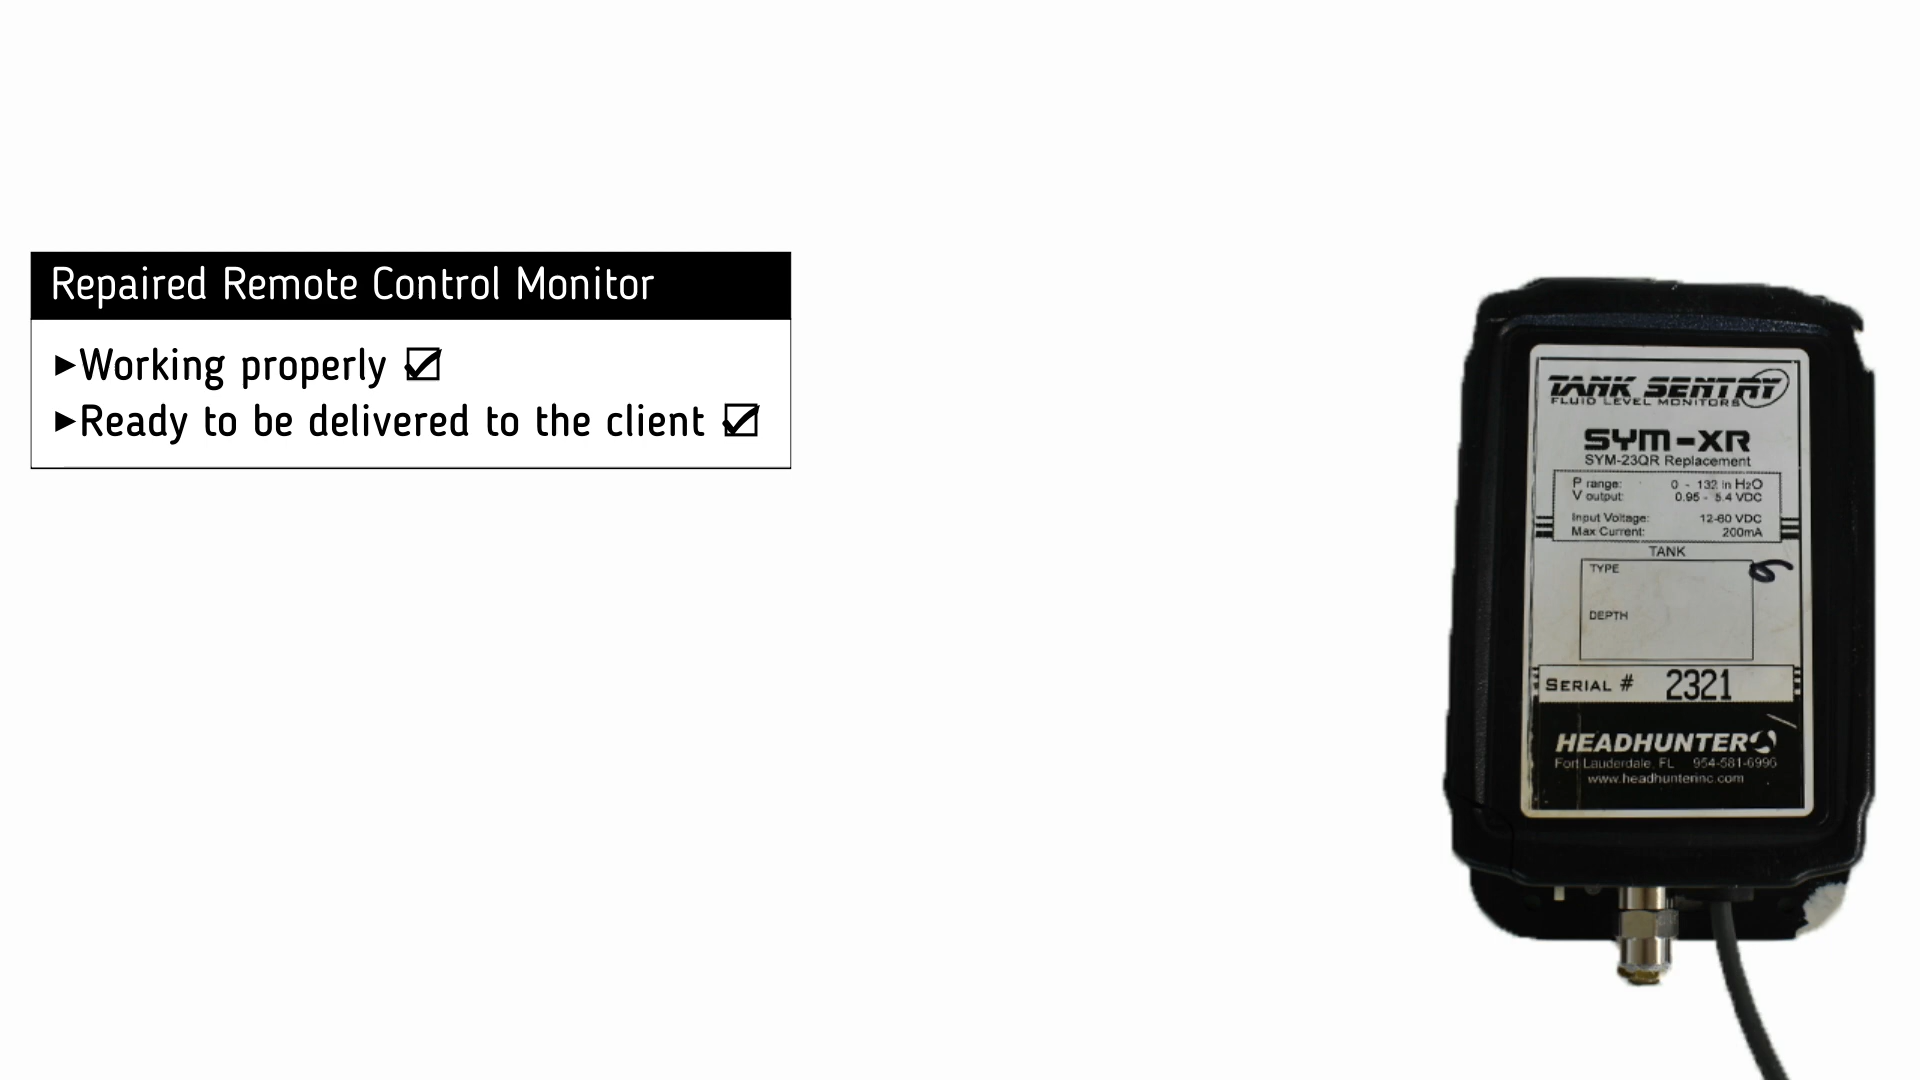 Repaired Remote Control Monitor
►Working properly ☑
►Ready to be delivered to the client ☑
TANK SENTRY
FLUID LEVEL MONITORS
SYM-XR
SYM-23QR Replacement
P range: 0 - 132 in H2O
V output: 0.95 - 5.4 VDC
Input Voltage: 12-60 VDC
Max Current: 200mA
TANK
TYPE
6
DEPTH
SERIAL # 2321
HEADHUNTER
Fort Lauderdale, FL 954-581-6996
www.headhunterinc.com